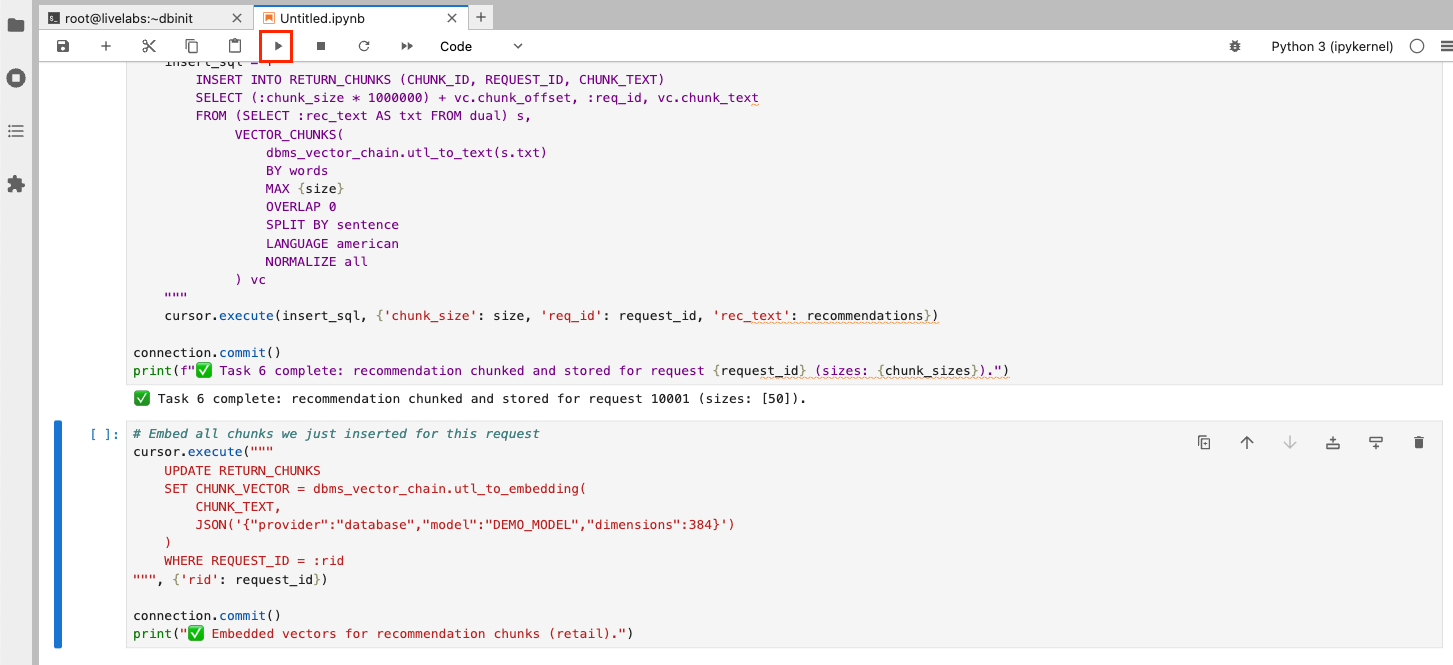 root@livelabs:~dbinit
Untitled.ipynb
Code
Python 3 (ipykernel)
insert_sql = f"""
INSERT INTO RETURN_CHUNKS (CHUNK_ID, REQUEST_ID, CHUNK_TEXT)
SELECT (:chunk_size * 1000000) + vc.chunk_offset, :req_id, vc.chunk_text
FROM (SELECT :rec_text AS txt FROM dual) s,
VECTOR_CHUNKS(
dbms_vector_chain.utl_to_text(s.txt)
BY words
MAX {size}
OVERLAP 0
SPLIT BY sentence
LANGUAGE american
NORMALIZE all
) vc
"""
cursor.execute(insert_sql, {'chunk_size': size, 'req_id': request_id, 'rec_text': recommendations})
connection.commit()
print(f"✅ Task 6 complete: recommendation chunked and stored for request {request_id} (sizes: {chunk_sizes}).")
✅ Task 6 complete: recommendation chunked and stored for request 10001 (sizes: [50]).
[ ]: # Embed all chunks we just inserted for this request
cursor.execute("""
UPDATE RETURN_CHUNKS
SET CHUNK_VECTOR = dbms_vector_chain.utl_to_embedding(
CHUNK_TEXT,
JSON('{"provider":"database","model":"DEMO_MODEL","dimensions":384}')
)
WHERE REQUEST_ID = :rid
""", {'rid': request_id})
connection.commit()
print("✅ Embedded vectors for recommendation chunks (retail).")